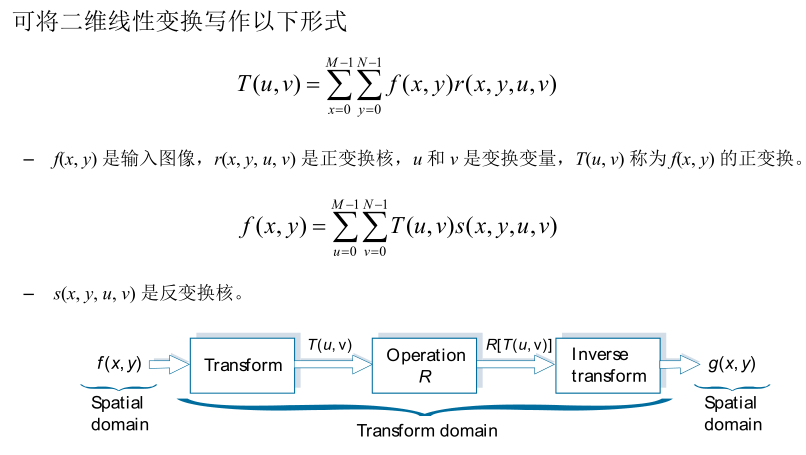 可将二维线性变换写作以下形式
T(u,v) = \sum_{x=0}^{M-1} \sum_{y=0}^{N-1} f(x,y)r(x,y,u,v)
– f(x, y) 是输入图像，r(x, y, u, v) 是正变换核，u 和 v 是变换变量，T(u, v) 称为 f(x, y) 的正变换。
f(x,y) = \sum_{u=0}^{M-1} \sum_{v=0}^{N-1} T(u,v)s(x,y,u,v)
– s(x, y, u, v) 是反变换核。
f(x, y)
Spatial
domain
Transform
T(u, v)
Operation
R
R[T(u, v)]
Inverse
transform
g(x, y)
Spatial
domain
Transform domain